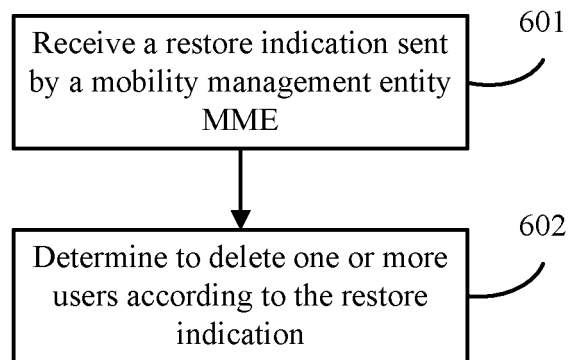 601
Receive a restore indication sent
by a mobility management entity
MME
602
Determine to delete one or more
users according to the restore
indication